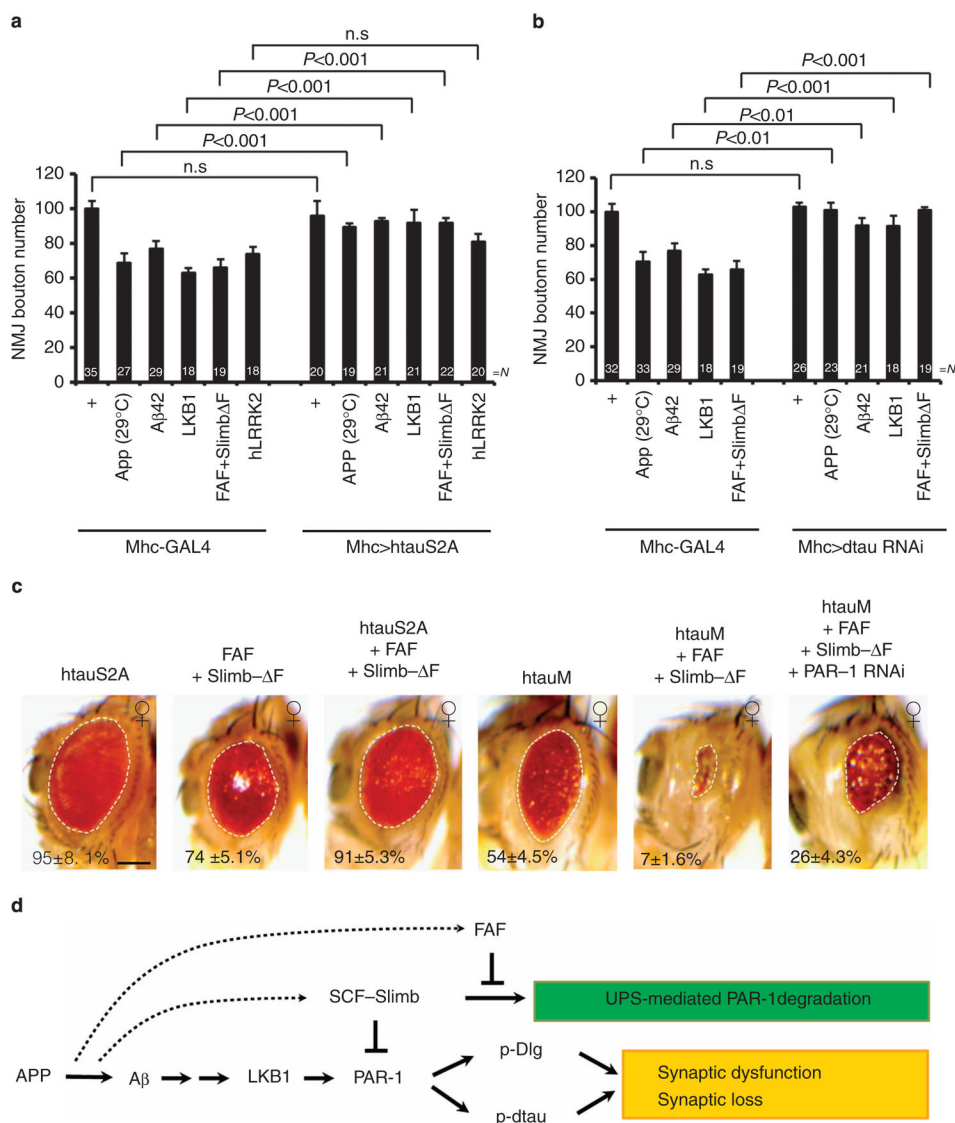 a
n.s
P<0.001
P<0.001
P<0.001
P<0.001
n.s
NMJ bouton number
120
100
80
60
40
20
0
35 27 29 18 19 18 20 19 21 21 22 20 =N
+
App (29°C)
Aβ42
LKB1
FAF+SlimbΔF
hLRRK2
+
APP (29°C)
Aβ42
LKB1
FAF+SlimbΔF
hLRRK2
Mhc-GAL4 Mhc>htauS2A
b
P<0.001
P<0.001
P<0.01
P<0.01
n.s
NMJ boutonn number
120
100
80
60
40
20
0
32 33 29 18 19 26 23 21 18 19 =N
+
App (29°C)
Aβ42
LKB1
FAF+SlimbΔF
+
APP (29°C)
Aβ42
LKB1
FAF+SlimbΔF
Mhc-GAL4 Mhc>dtau RNAi
c
htauS2A
FAF
+ Slimb–ΔF
htauS2A
+ FAF
+ Slimb–ΔF
htauM
htauM
+ FAF
+ Slimb–ΔF
htauM
+ FAF
+ Slimb–ΔF
+ PAR–1 RNAi
♀ ♀ ♀ ♀ ♀ ♀
95±8. 1% 74 ±5.1% 91±5.3% 54±4.5% 7±1.6% 26±4.3%
d
FAF
SCF–Slimb UPS-mediated PAR-1degradation
APP Aβ LKB1 PAR-1
p-Dlg
p-dtau
Synaptic dysfunction
Synaptic loss